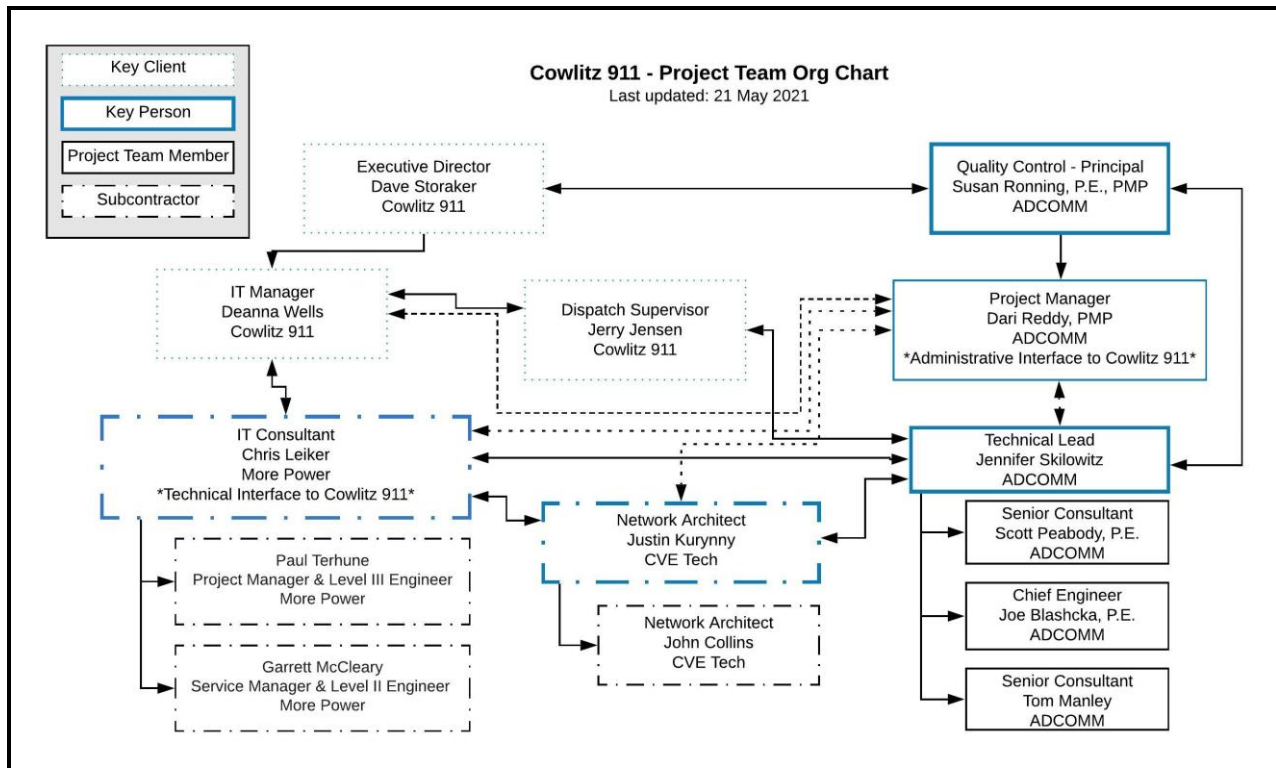 Key Client
Key Person
Project Team Member
Subcontractor
Cowlitz 911 - Project Team Org Chart
Last updated: 21 May 2021
Executive Director
Dave Storaker
Cowlitz 911
Quality Control - Principal
Susan Ronning, P.E., PMP
ADCOMM
IT Manager
Deanna Wells
Cowlitz 911
Dispatch Supervisor
Jerry Jensen
Cowlitz 911
Project Manager
Dari Reddy, PMP
ADCOMM
*Administrative Interface to Cowlitz 911*
IT Consultant
Chris Leiker
More Power
*Technical Interface to Cowlitz 911*
Technical Lead
Jennifer Skilowitz
ADCOMM
Network Architect
Justin Kurynny
CVE Tech
Senior Consultant
Scott Peabody, P.E.
ADCOMM
Paul Terhune
Project Manager & Level III Engineer
More Power
Chief Engineer
Joe Blashcka, P.E.
ADCOMM
Network Architect
John Collins
CVE Tech
Garrett McCleary
Service Manager & Level II Engineer
More Power
Senior Consultant
Tom Manley
ADCOMM